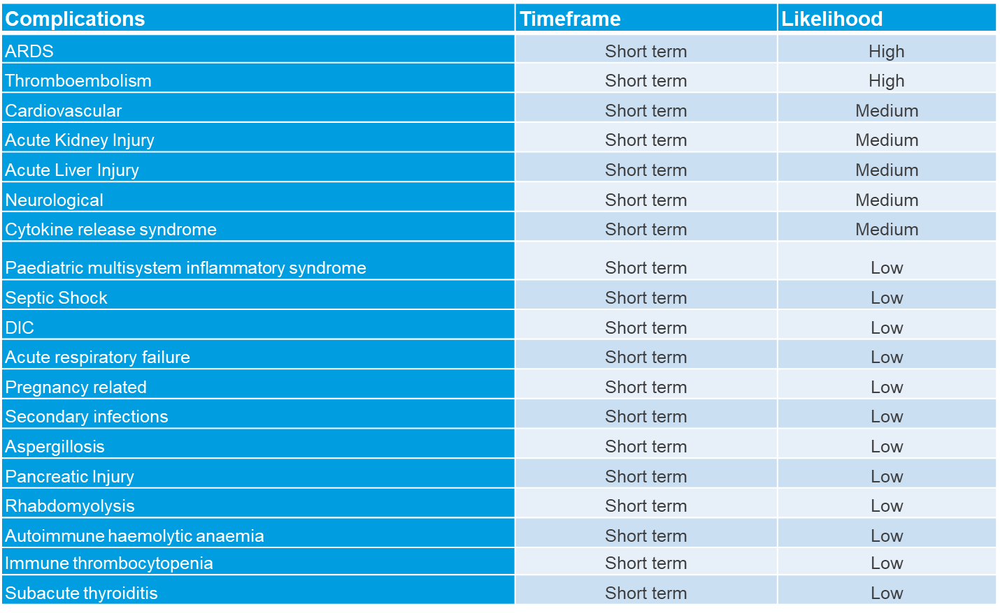 Complications Timeframe Likelihood
ARDS Short term High
Thromboembolism Short term High
Cardiovascular Short term Medium
Acute Kidney Injury Short term Medium
Acute Liver Injury Short term Medium
Neurological Short term Medium
Cytokine release syndrome Short term Medium
Paediatric multisystem inflammatory syndrome Short term Low
Septic Shock Short term Low
DIC Short term Low
Acute respiratory failure Short term Low
Pregnancy related Short term Low
Secondary infections Short term Low
Aspergillosis Short term Low
Pancreatic Injury Short term Low
Rhabdomyolysis Short term Low
Autoimmune haemolytic anaemia Short term Low
Immune thrombocytopenia Short term Low
Subacute thyroiditis Short term Low